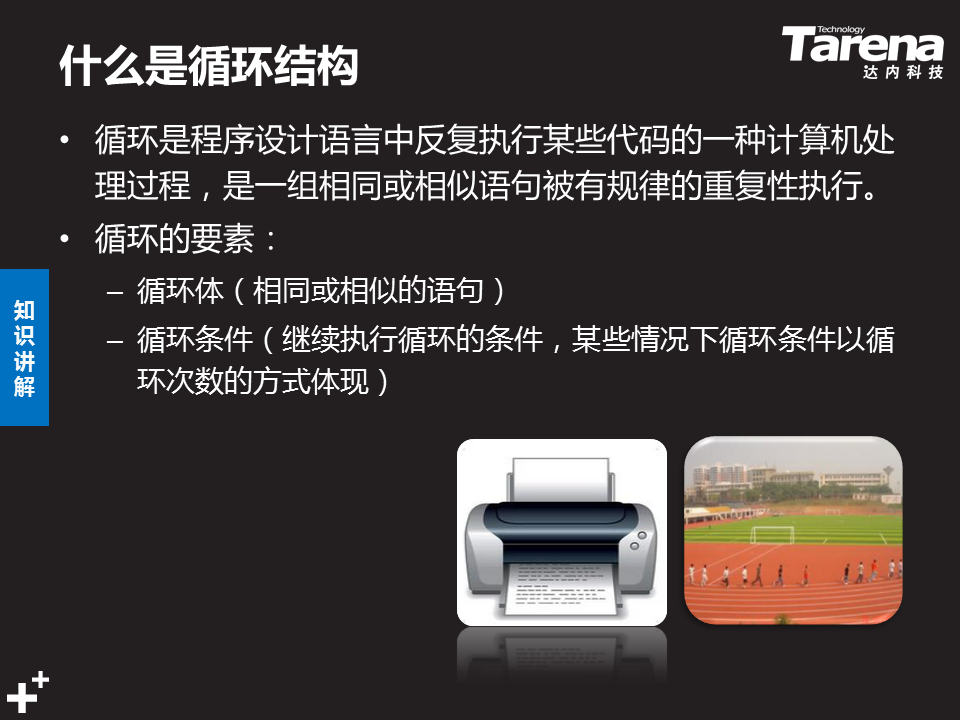 什么是循环结构
Technology
Tarena
达内科技
• 循环是程序设计语言中反复执行某些代码的一种计算机处
理过程，是一组相同或相似语句被有规律的重复性执行。
• 循环的要素：
– 循环体（相同或相似的语句）
– 循环条件（继续执行循环的条件，某些情况下循环条件以循
环次数的方式体现）
知
识
讲
解